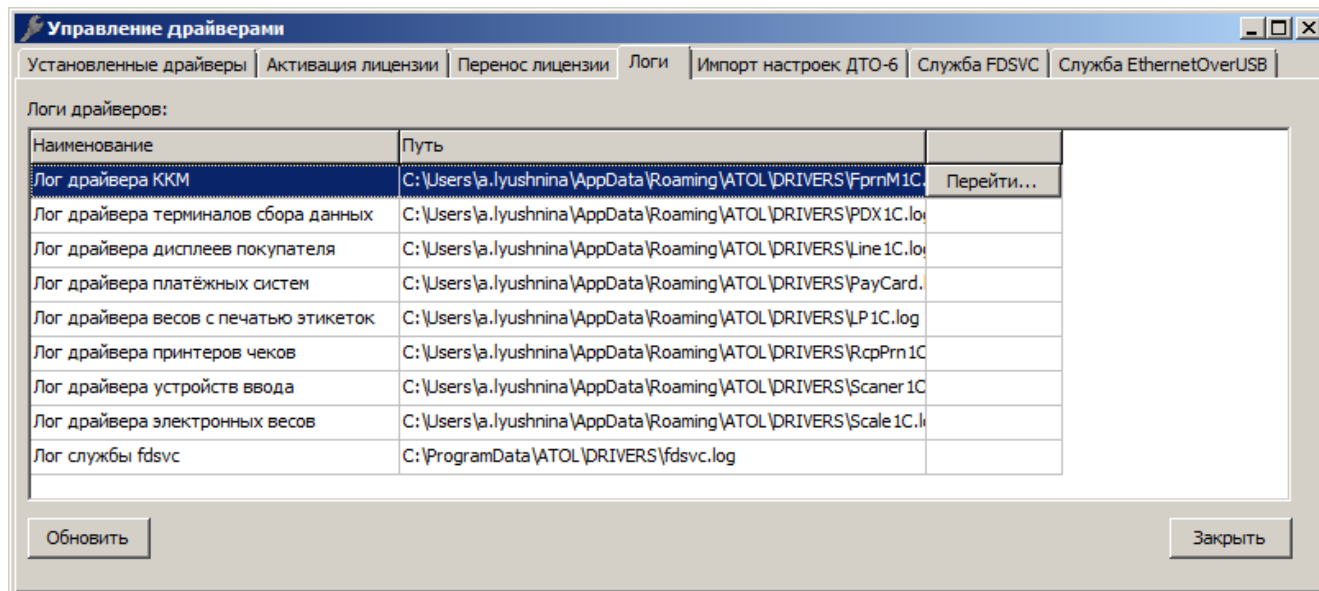 Управление драйверами
Установленные драйверы Активация лицензии Перенос лицензии Логи Импорт настроек ДТО-6 Служба FDSVC Служба EthernetOverUSB
Логи драйверов:
Наименование Путь
Лог драйвера ККМ C:\Users\a.lyushnina\AppData\Roaming\ATOL\DRIVERS\FprnM1C. Перейти...
Лог драйвера терминалов сбора данных C:\Users\a.lyushnina\AppData\Roaming\ATOL\DRIVERS\PDX1C.log
Лог драйвера дисплеев покупателя C:\Users\a.lyushnina\AppData\Roaming\ATOL\DRIVERS\Line1C.log
Лог драйвера платёжных систем C:\Users\a.lyushnina\AppData\Roaming\ATOL\DRIVERS\PayCard.
Лог драйвера весов с печатью этикеток C:\Users\a.lyushnina\AppData\Roaming\ATOL\DRIVERS\LP1C.log
Лог драйвера принтеров чеков C:\Users\a.lyushnina\AppData\Roaming\ATOL\DRIVERS\RcpPrn1C
Лог драйвера устройств ввода C:\Users\a.lyushnina\AppData\Roaming\ATOL\DRIVERS\Scaner1C
Лог драйвера электронных весов C:\Users\a.lyushnina\AppData\Roaming\ATOL\DRIVERS\Scale1C.l
Лог службы fdsvc C:\ProgramData\ATOL\DRIVERS\fdsvc.log
Обновить Закрыть